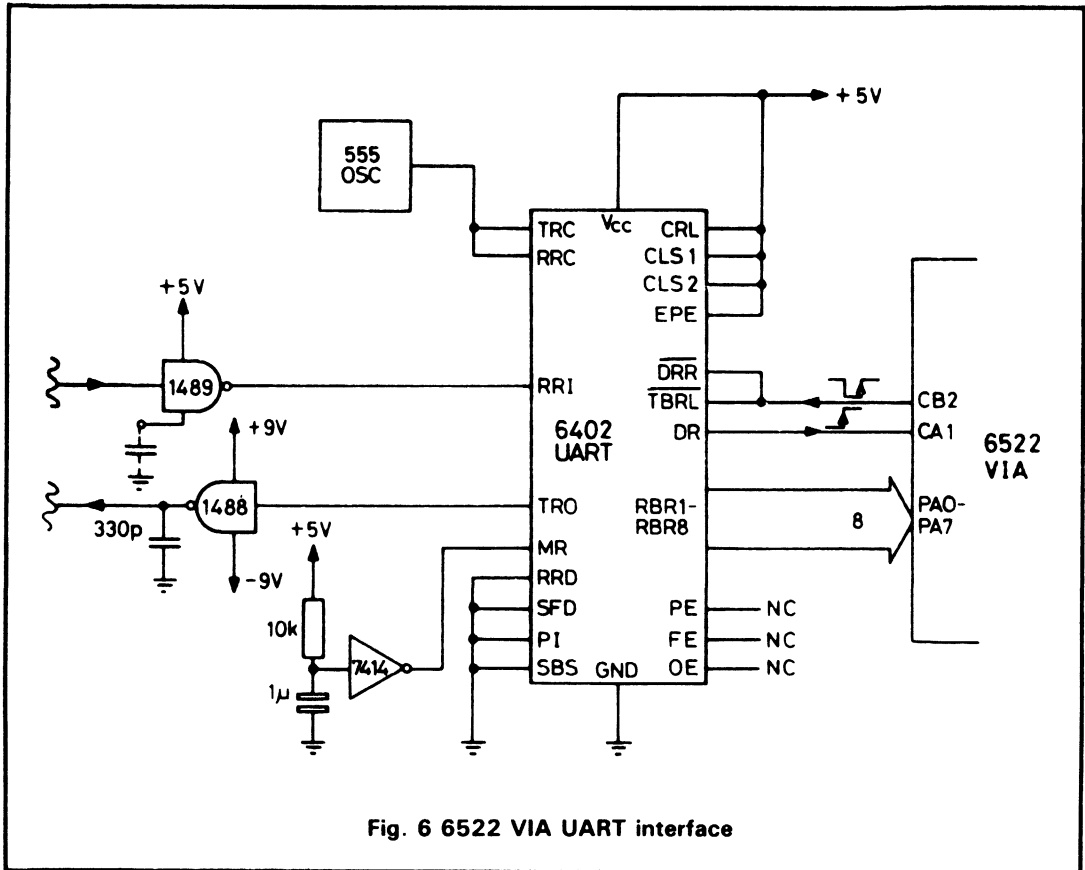 +5V
555
OSC
TRC
RRC
Vcc
CRL
CLS1
CLS2
EPE
+5V
1489
RRI
DRR
TBRL
DR
CB2
CA1
6522
VIA
6402
UART
+9V
1488
330p
-9V
TRO
RBR1-
RBR8
8
PA0-
PA7
+5V
10k
1µ
7414
MR
RRD
SFD
PI
SBS
GND
PE
FE
OE
NC
NC
NC
Fig. 6 6522 VIA UART interface